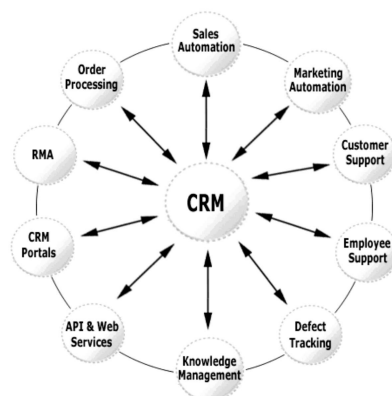 Sales
Automation
Order
Processing
Marketing
Automation
RMA
Customer
Support
CRM
CRM
Portals
Employee
Support
API & Web
Services
Defect
Tracking
Knowledge
Management